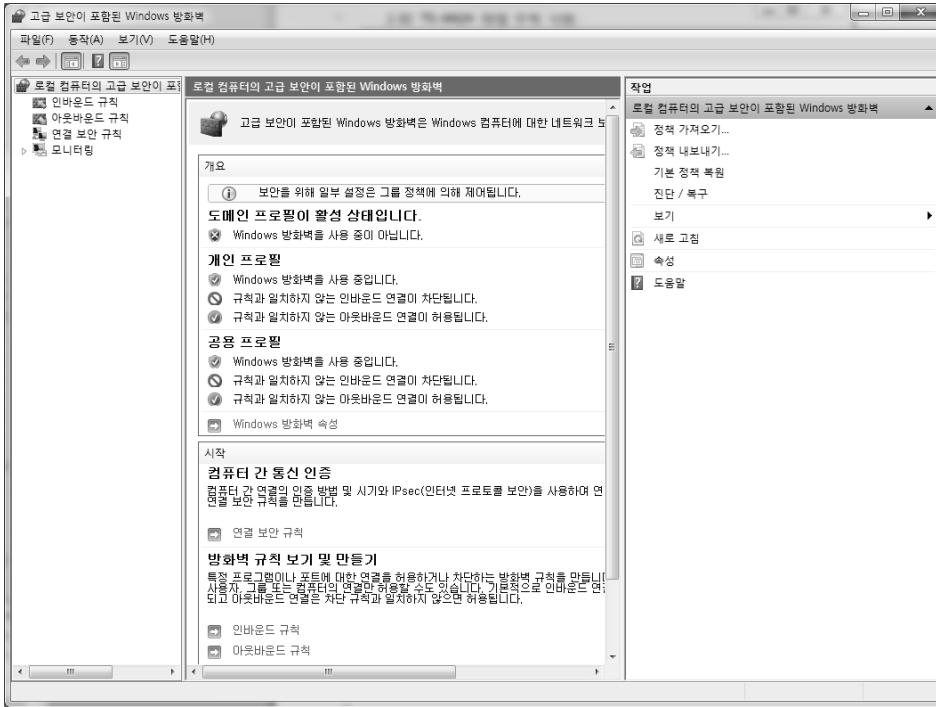 고급 보안이 포함된 Windows 방화벽
파일(F) 동작(A) 보기(V) 도움말(H)
로컬 컴퓨터의 고급 보안이 포함
인바운드 규칙
아웃바운드 규칙
연결 보안 규칙
모니터링
로컬 컴퓨터의 고급 보안이 포함된 Windows 방화벽
고급 보안이 포함된 Windows 방화벽은 Windows 컴퓨터에 대한 네트워크 보
개요
보안을 위해 일부 설정은 그룹 정책에 의해 제어됩니다.
도메인 프로필이 활성 상태입니다.
Windows 방화벽을 사용 중이 아닙니다.
개인 프로필
Windows 방화벽을 사용 중입니다.
규칙과 일치하지 않는 인바운드 연결이 차단됩니다.
규칙과 일치하지 않는 아웃바운드 연결이 허용됩니다.
공용 프로필
Windows 방화벽을 사용 중입니다.
규칙과 일치하지 않는 인바운드 연결이 차단됩니다.
규칙과 일치하지 않는 아웃바운드 연결이 허용됩니다.
Windows 방화벽 속성
시작
컴퓨터 간 통신 인증
컴퓨터 간 연결의 인증 방법 및 시기와 IPsec(인터넷 프로토콜 보안)을 사용하여 연
연결 보안 규칙을 만듭니다.
연결 보안 규칙
방화벽 규칙 보기 및 만들기
특정 프로그램이나 포트에 대한 연결을 허용하거나 차단하는 방화벽 규칙을 만듭니다
사용자, 그룹 또는 컴퓨터의 연결만 허용할 수도 있습니다. 기본적으로 인바운드 연결
되고 아웃바운드 연결은 차단 규칙과 일치하지 않으면 허용됩니다.
인바운드 규칙
아웃바운드 규칙
작업
로컬 컴퓨터의 고급 보안이 포함된 Windows 방화벽
정책 가져오기...
정책 내보내기...
기본 정책 복원
진단 / 복구
보기
새로 고침
속성
도움말